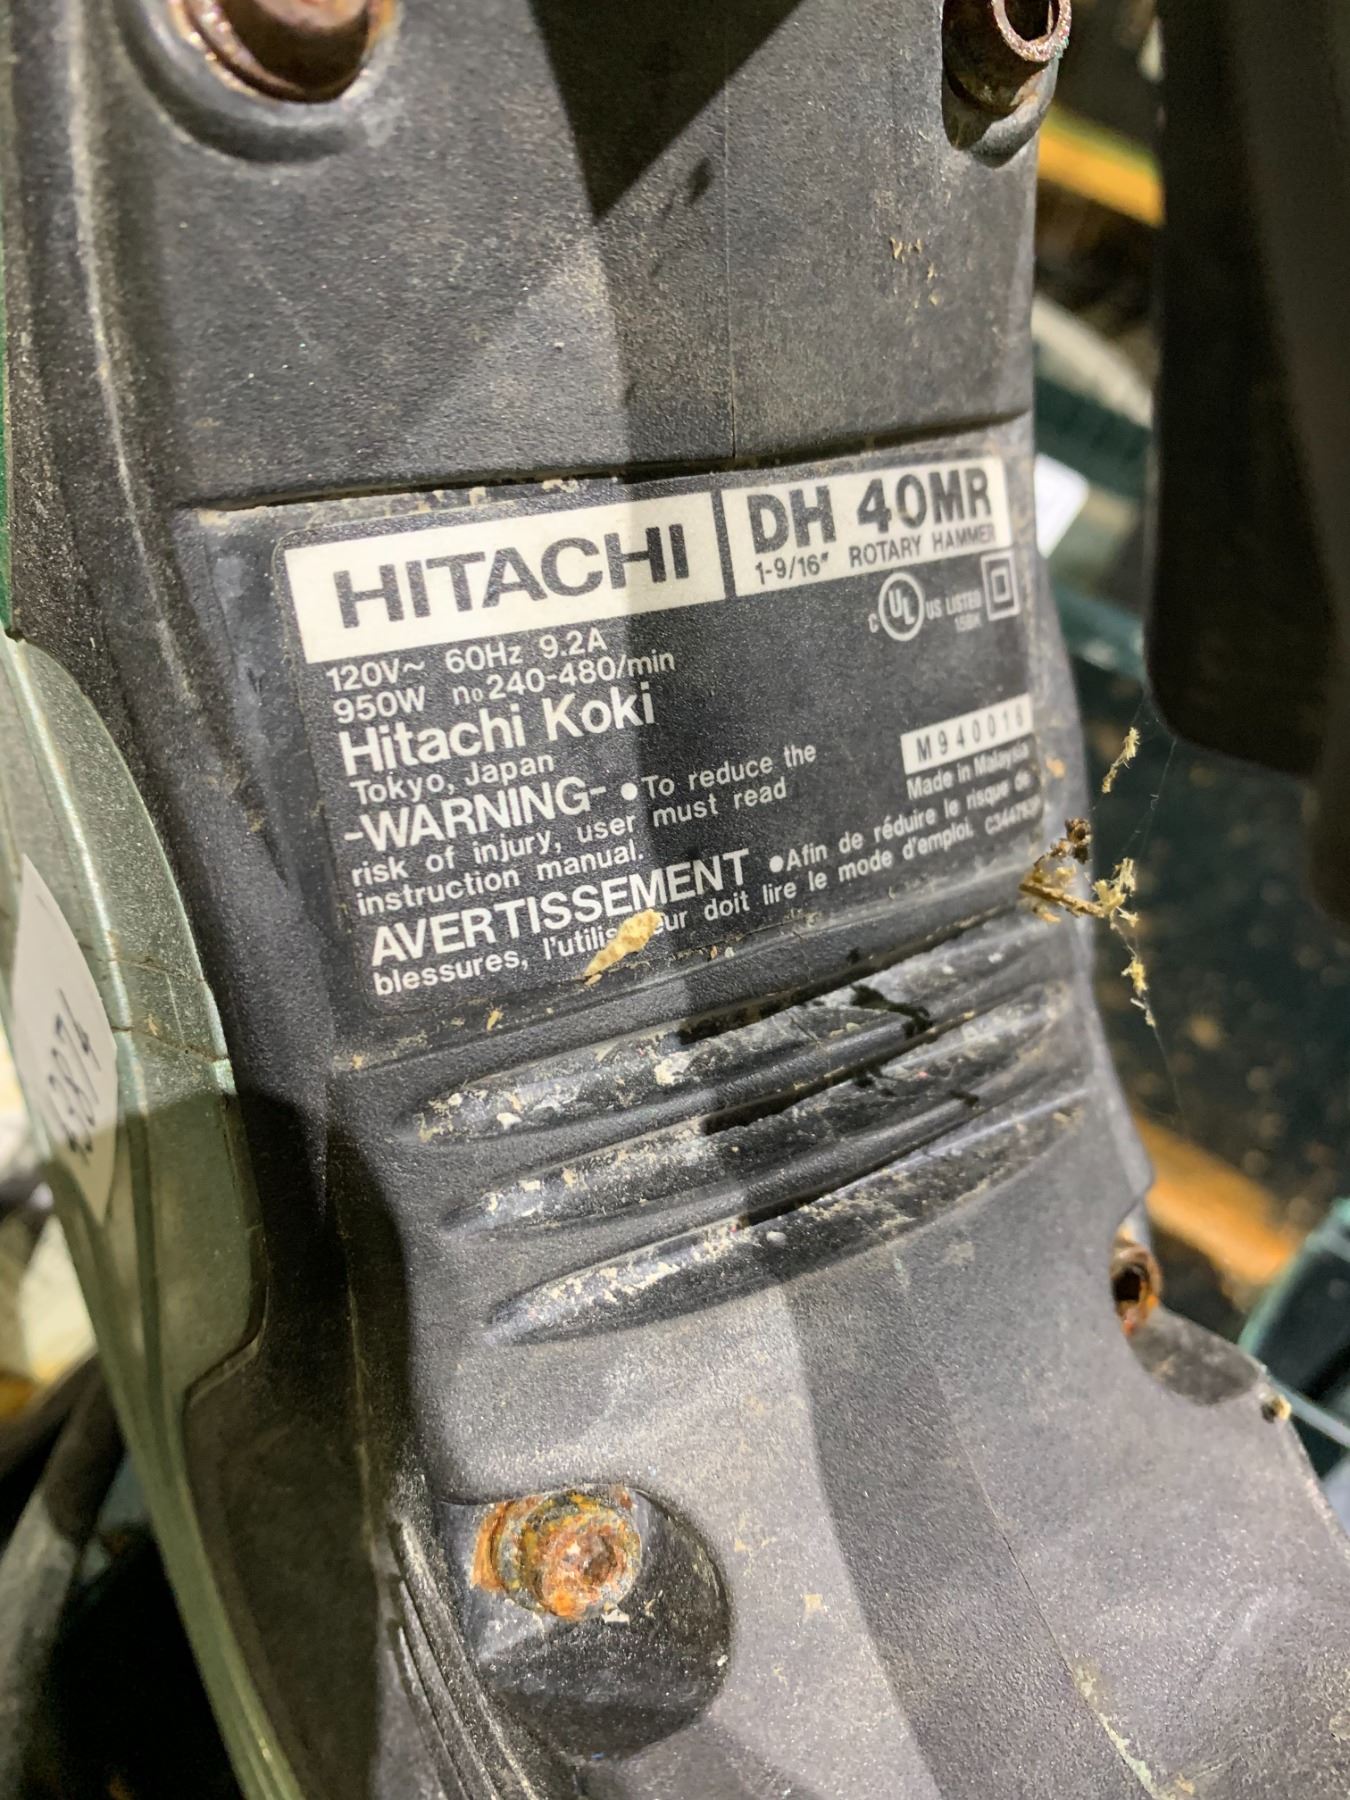 HITACHI
DH 40MR
1-9/16" ROTARY HAMMER
120V~ 60Hz 9.2A
950W no240-480/min
C UL US LISTED
Hitachi Koki
Tokyo, Japan
M940016
Made in Malaysia
-WARNING- •To reduce the
risk of injury, user must read
instruction manual.
AVERTISSEMENT •Afin de réduire le risque de
blessures, l'utilis eur doit lire le mode d'emploi.